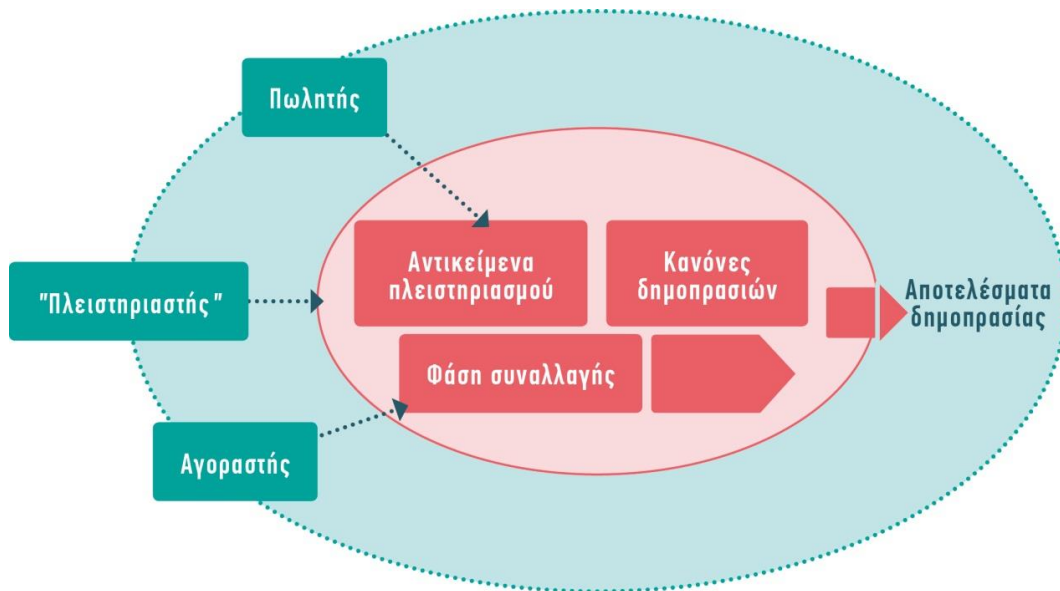 Πωλητής
Αντικείμενα
πλειστηριασμού
Κανόνες
δημοπρασιών
"Πλειστηριαστής"
Αποτελέσματα
δημοπρασίας
Φάση συναλλαγής
Αγοραστής